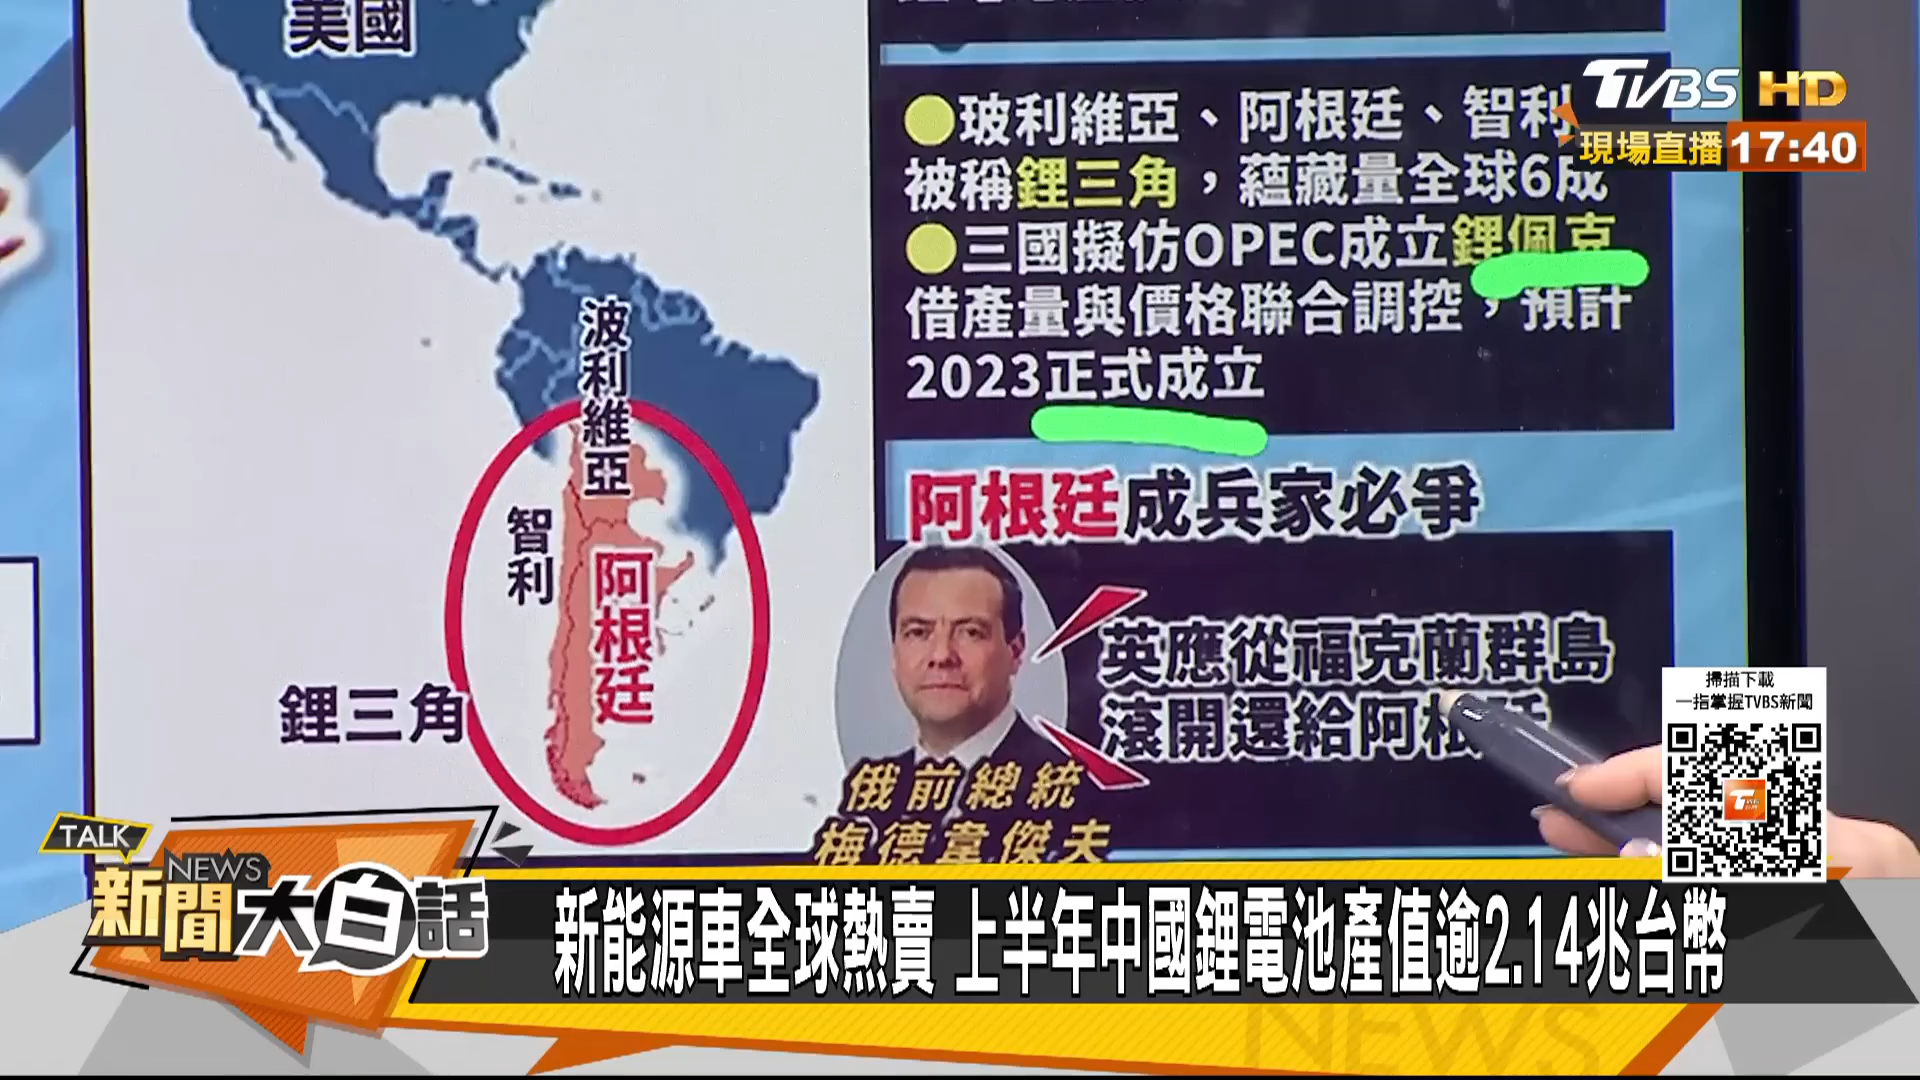 美國
玻利維亞、阿根廷、智利
被稱鋰三角，蘊藏量全球6成
三國擬仿OPEC成立鋰佩克
借產量與價格聯合調控，預計
2023正式成立
阿根廷成兵家必爭
英應從福克蘭群島
滾開還給阿根廷
俄前總統
梅德韋傑夫
波利維亞
智利
阿根廷
鋰三角
TVBS HD
現場直播 17:40
掃描下載
一指掌握TVBS新聞
TALK
NEWS
新聞大白話
新能源車全球熱賣 上半年中國鋰電池產值逾2.14兆台幣
NEWS